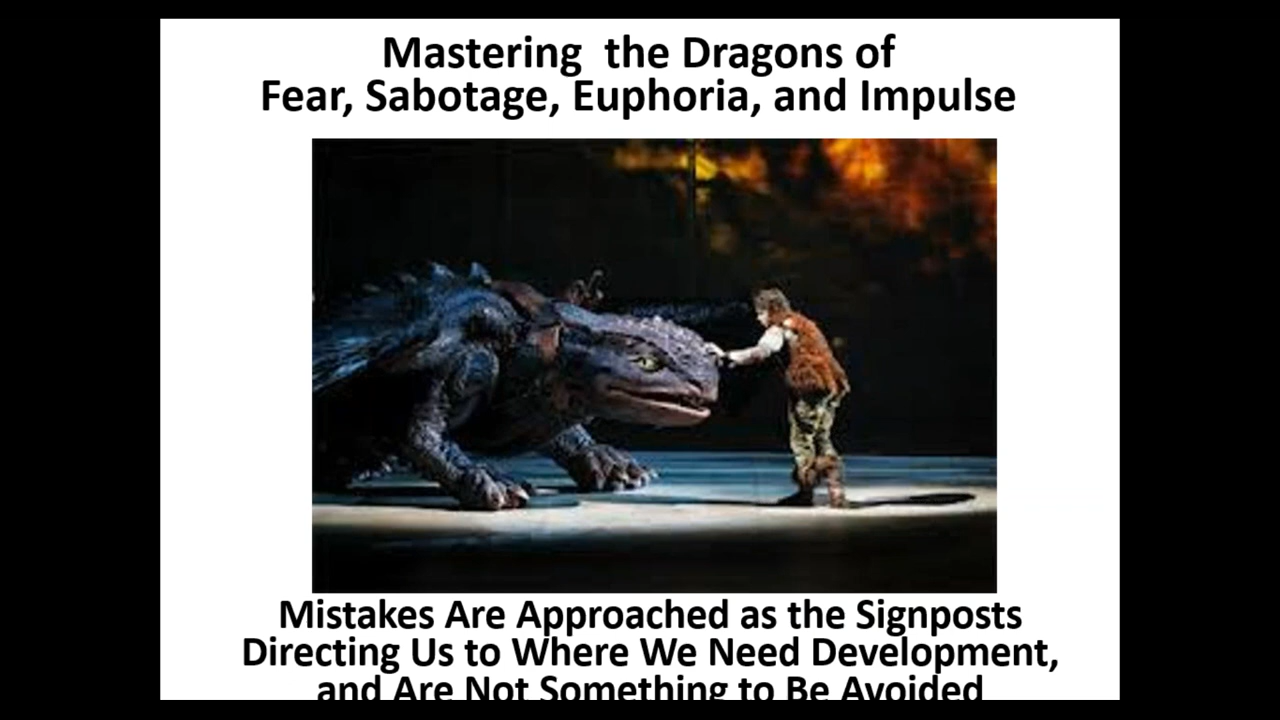 Mastering  the Dragons of
Fear, Sabotage, Euphoria, and Impulse
Mistakes Are Approached as the Signposts
Directing Us to Where We Need Development,
and Are Not Something to Be Avoided